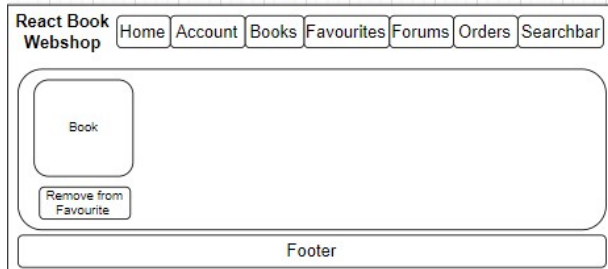 React Book
Webshop
Home Account Books Favourites Forums Orders Searchbar
Book
Remove from
Favourite
Footer